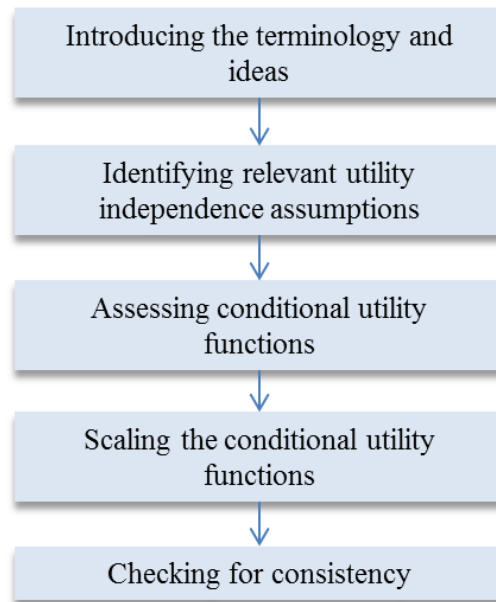 Introducing the terminology and
ideas
Identifying relevant utility
independence assumptions
Assessing conditional utility
functions
Scaling the conditional utility
functions
Checking for consistency